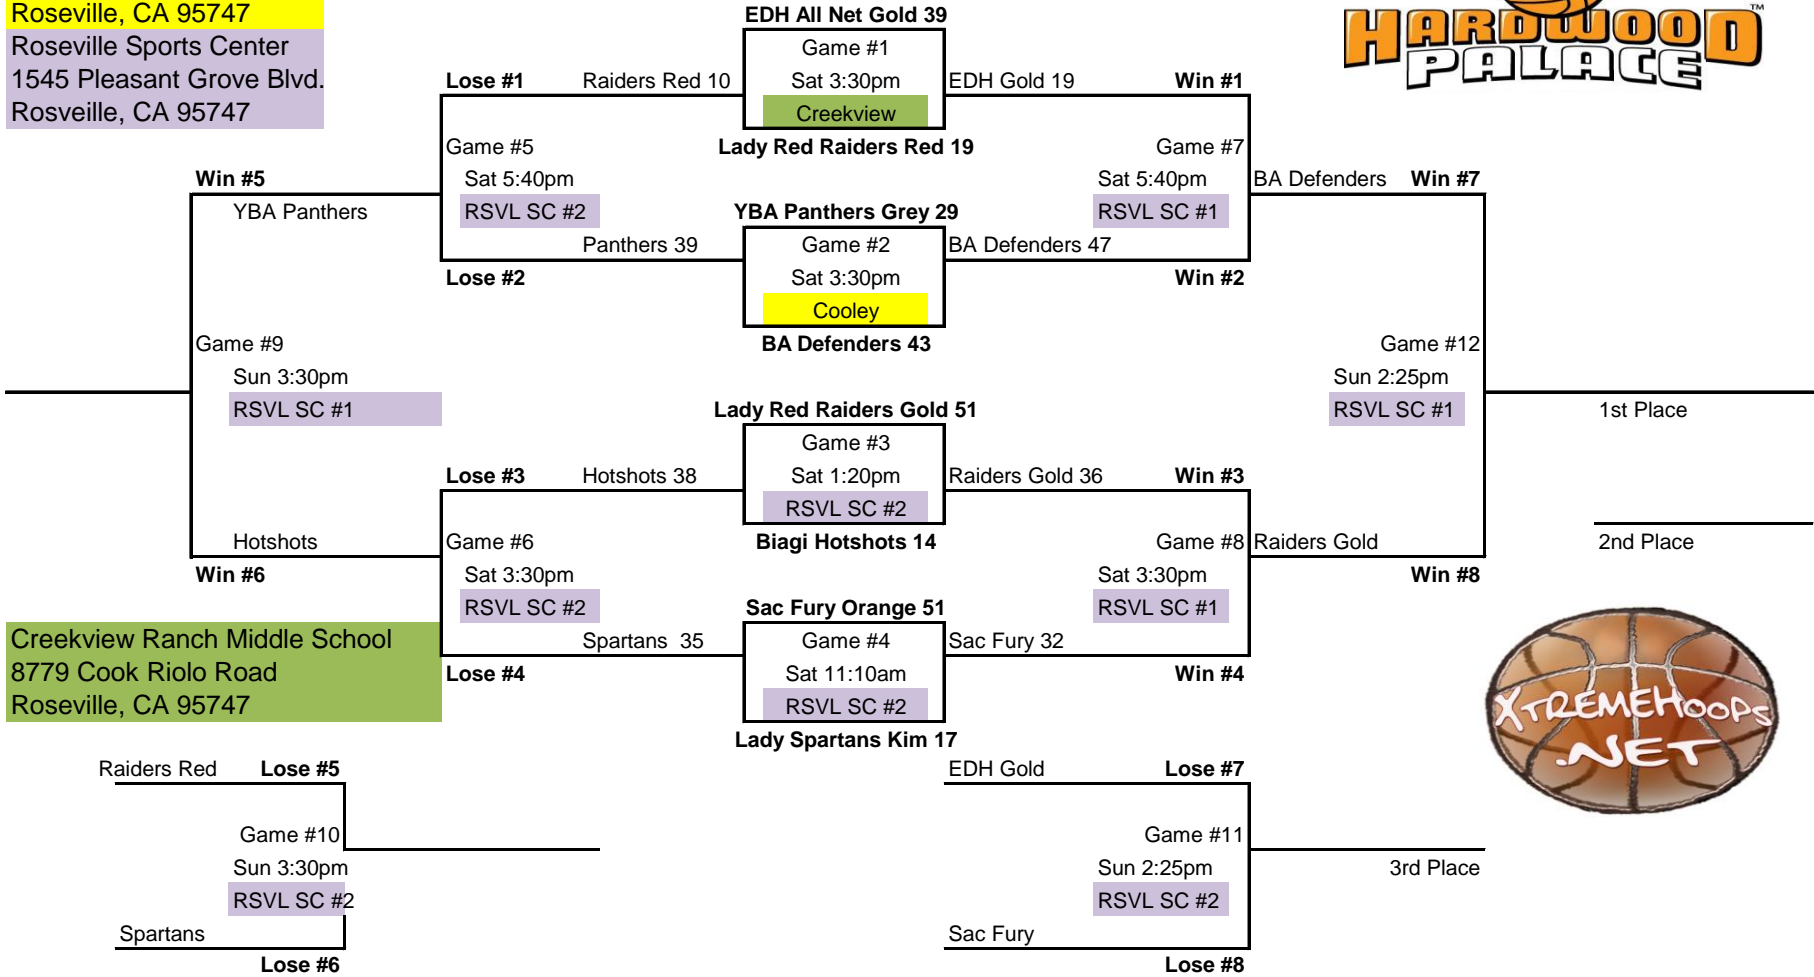 Roseville, CA 95747
Roseville Sports Center
1545 Pleasant Grove Blvd.
Rosveille, CA 95747
EDH All Net Gold 39
HARDWOOD
PALACE
TM
Game #1
Lose #1
Raiders Red 10
Sat 3:30pm
EDH Gold 19
Win #1
Creekview
Game #5
Lady Red Raiders Red 19
Game #7
Win #5
Sat 5:40pm
Sat 5:40pm
BA Defenders
Win #7
YBA Panthers
RSVL SC #2
YBA Panthers Grey 29
RSVL SC #1
Panthers 39
Game #2
BA Defenders 47
Lose #2
Sat 3:30pm
Win #2
Cooley
Game #9
BA Defenders 43
Game #12
Sun 3:30pm
Sun 2:25pm
RSVL SC #1
Lady Red Raiders Gold 51
RSVL SC #1
1st Place
Game #3
Lose #3
Hotshots 38
Sat 1:20pm
Raiders Gold 36
Win #3
RSVL SC #2
Hotshots
Game #6
Biagi Hotshots 14
Game #8
Raiders Gold
2nd Place
Win #6
Sat 3:30pm
Sat 3:30pm
Win #8
RSVL SC #2
Sac Fury Orange 51
RSVL SC #1
Creekview Ranch Middle School
8779 Cook Riolo Road
Roseville, CA 95747
Spartans 35
Game #4
Sac Fury 32
Lose #4
Sat 11:10am
Win #4
RSVL SC #2
Lady Spartans Kim 17
XTREMEHOOPS
.NET
Raiders Red
Lose #5
EDH Gold
Lose #7
Game #10
Game #11
Sun 3:30pm
Sun 2:25pm
3rd Place
RSVL SC #2
RSVL SC #2
Spartans
Sac Fury
Lose #6
Lose #8